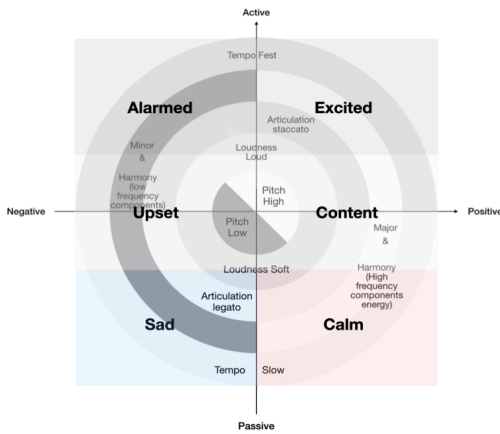 Active
Tempo Fest
Alarmed
Excited
Articulation
staccato
Minor
&
Harmony (low
frequency
components)
Loudness
Loud
Pitch
High
Negative
Upset
Pitch
Low
Content
Positive
Major
&
Harmony
(High
frequency
components
energy)
Loudness Soft
Articulation
legato
Sad
Calm
Tempo
Slow
Passive